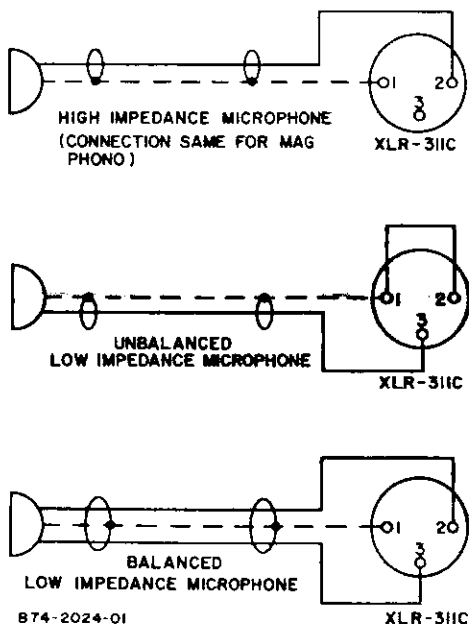 1 2
3
HIGH IMPEDANCE MICROPHONE
(CONNECTION SAME FOR MAG
PHONO)
XLR-311C
1 2
3
UNBALANCED
LOW IMPEDANCE MICROPHONE
XLR-311C
1 2
3
BALANCED
LOW IMPEDANCE MICROPHONE
874-2024-01
XLR-311C